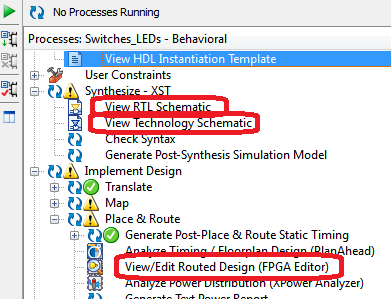 No Processes Running
Processes: Switches_LEDs - Behavioral
View HDL Instantiation Template
User Constraints
Synthesize - XST
View RTL Schematic
View Technology Schematic
Check Syntax
Generate Post-Synthesis Simulation Model
Implement Design
Translate
Map
Place & Route
Generate Post-Place & Route Static Timing
Analyze Timing / Floorplan Design (PlanAhead)
View/Edit Routed Design (FPGA Editor)
Analyze Power Distribution (XPower Analyzer)
Generate Text Power Report